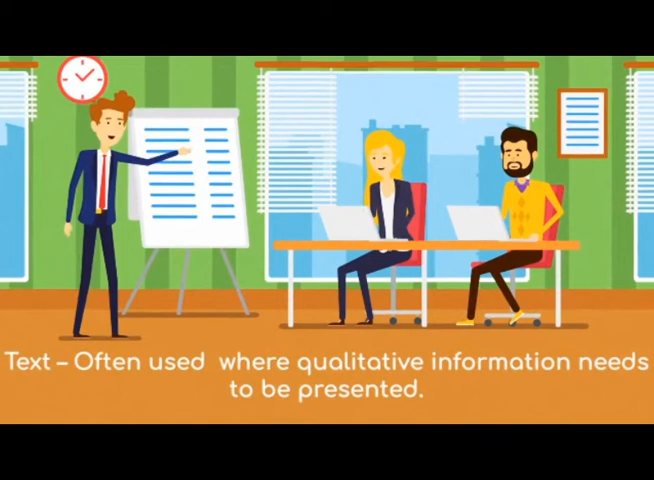 Text – Often used where qualitative information needs
to be presented.